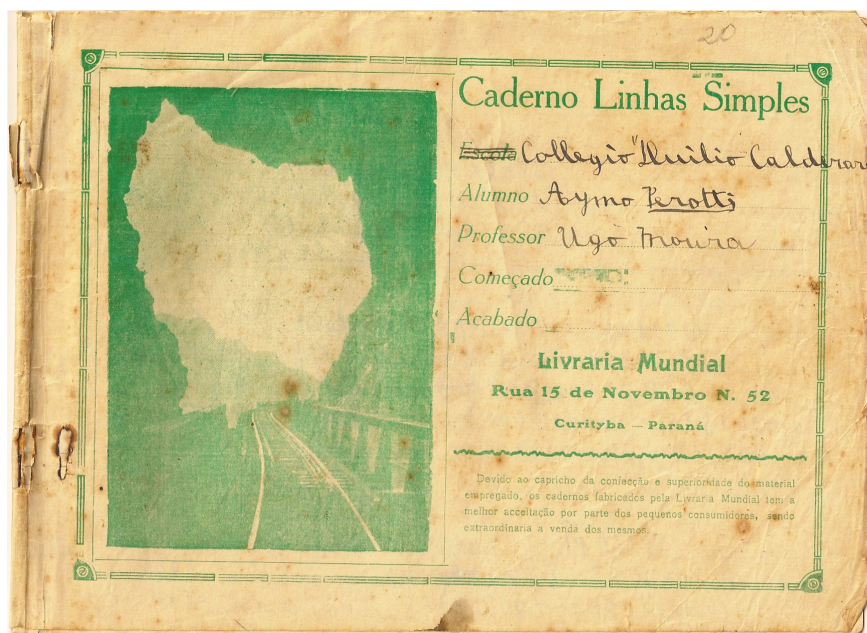 20
Caderno Linhas Simples
Escola Collegio "Duilio Calderari
Alumno Aymo Perotti
Professor Ugo Moura
Começado
Acabado
Livraria Mundial
Rua 15 de Novembro N. 52
Curityba — Paraná
Devido ao capricho da confecção e superioridade do material
empregado, os cadernos fabricados pela Livraria Mundial tem a
melhor acceitação por parte dos pequenos consumidores, sendo
extraordinaria a venda dos mesmos.